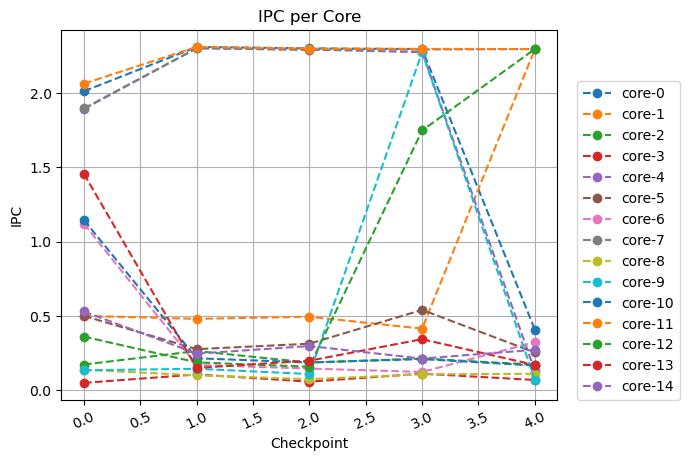 IPC per Core
IPC
2.0
1.5
1.0
0.5
0.0
0.0 0.5 1.0 1.5 2.0 2.5 3.0 3.5 4.0
Checkpoint
core-0
core-1
core-2
core-3
core-4
core-5
core-6
core-7
core-8
core-9
core-10
core-11
core-12
core-13
core-14